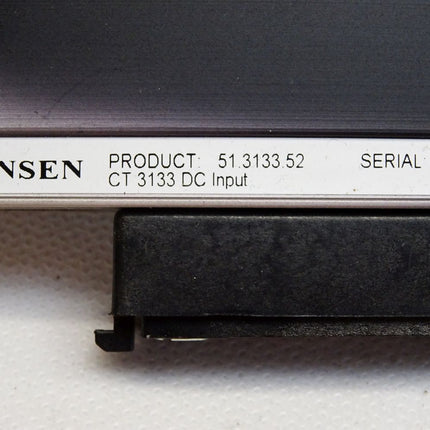 NSEN PRODUCT: 51.3133.52 SERIAL
CT 3133 DC Input